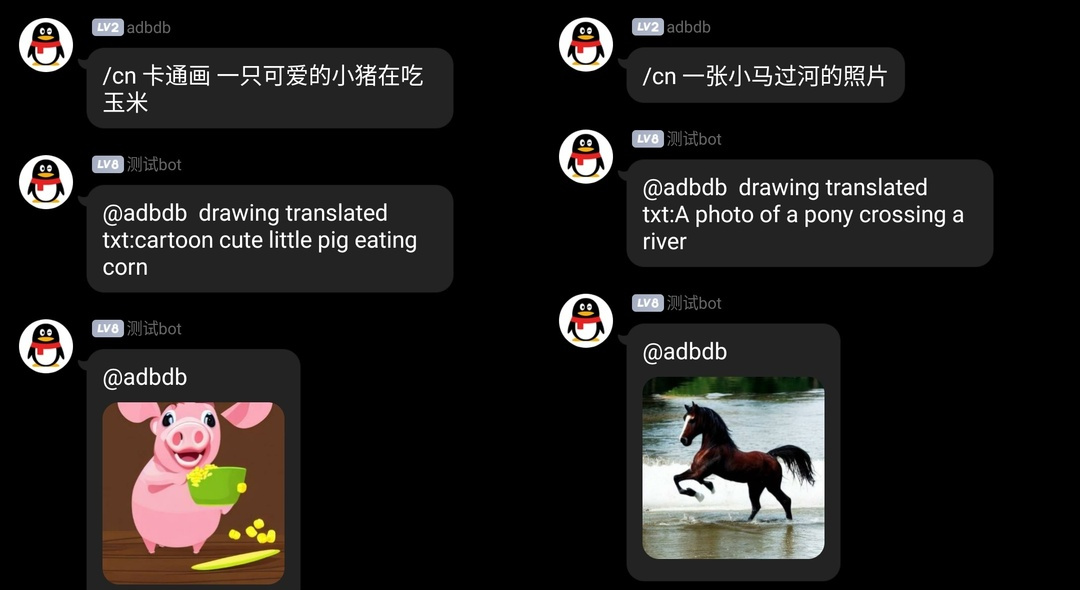 LV2 adbdb
/cn 卡通画 一只可爱的小猪在吃
玉米
LV8 测试bot
@adbdb  drawing translated
txt:cartoon cute little pig eating
corn
LV8 测试bot
@adbdb
LV2 adbdb
/cn 一张小马过河的照片
LV8 测试bot
@adbdb  drawing translated
txt:A photo of a pony crossing a
river
LV8 测试bot
@adbdb